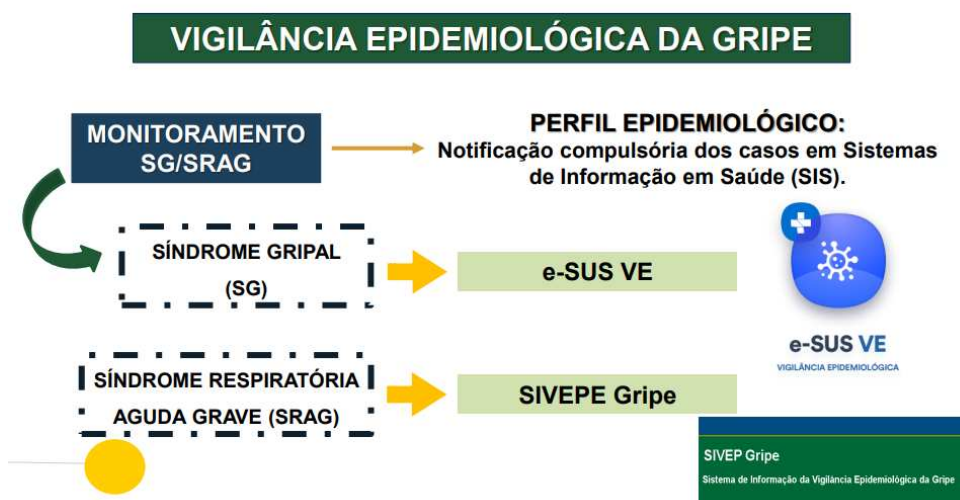 VIGILÂNCIA EPIDEMIOLÓGICA DA GRIPE
MONITORAMENTO
SG/SRAG
PERFIL EPIDEMIOLÓGICO:
Notificação compulsória dos casos em Sistemas
de Informação em Saúde (SIS).
SÍNDROME GRIPAL
(SG)
e-SUS VE
e-SUS VE
VIGILÂNCIA EPIDEMIOLÓGICA
SÍNDROME RESPIRATÓRIA
AGUDA GRAVE (SRAG)
SIVEPE Gripe
SIVEP Gripe
Sistema de Informação da Vigilância Epidemiológica da Gripe